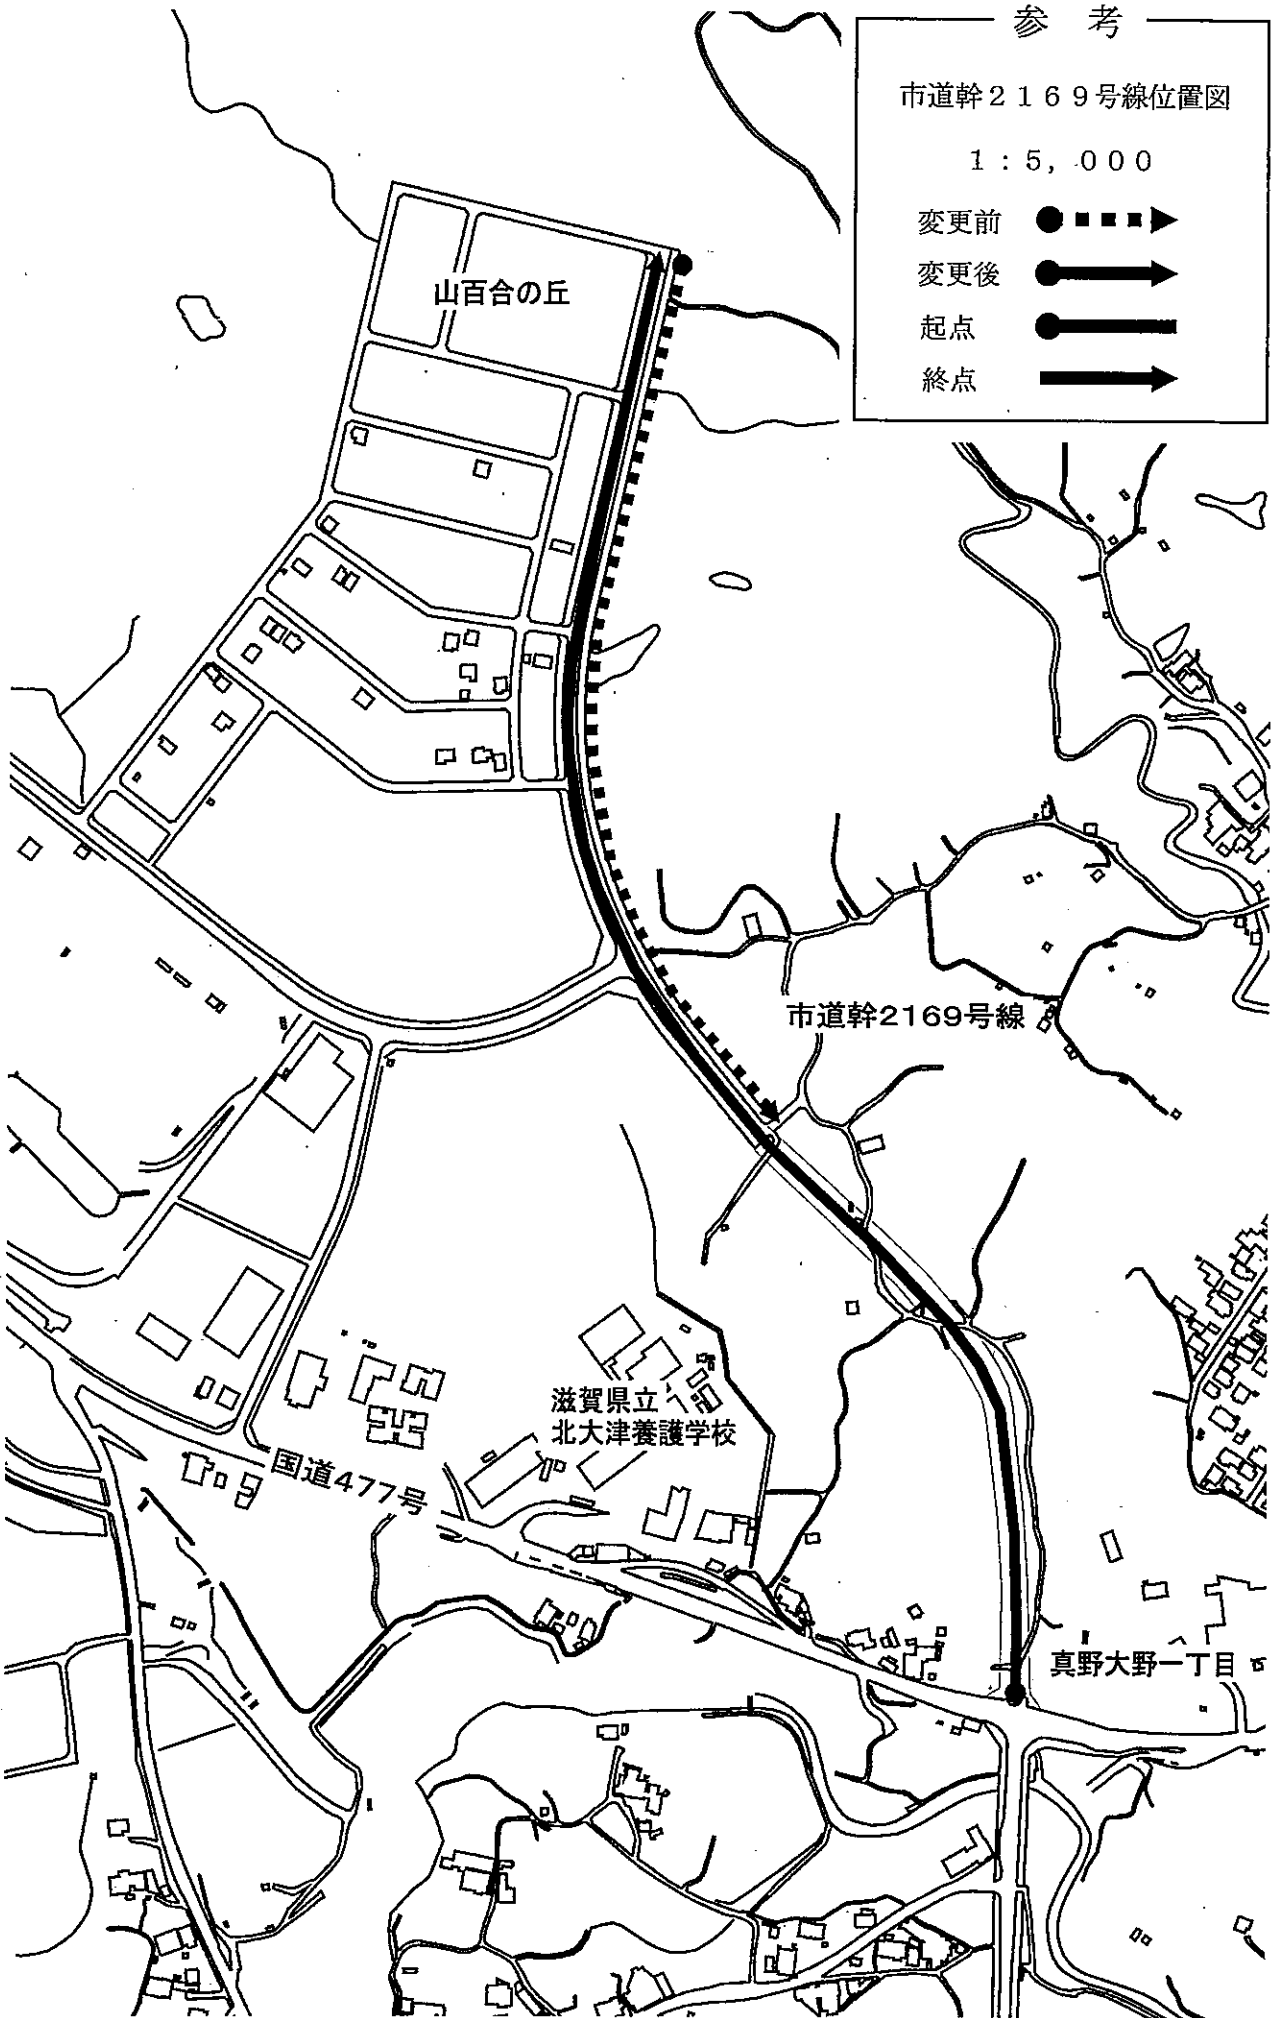 参考
市道幹2169号線位置図
1:5,000
変更前
変更後
起点
終点
山百合の丘
市道幹2169号線
滋賀県立
北大津養護学校
国道477号
真野大野一丁目